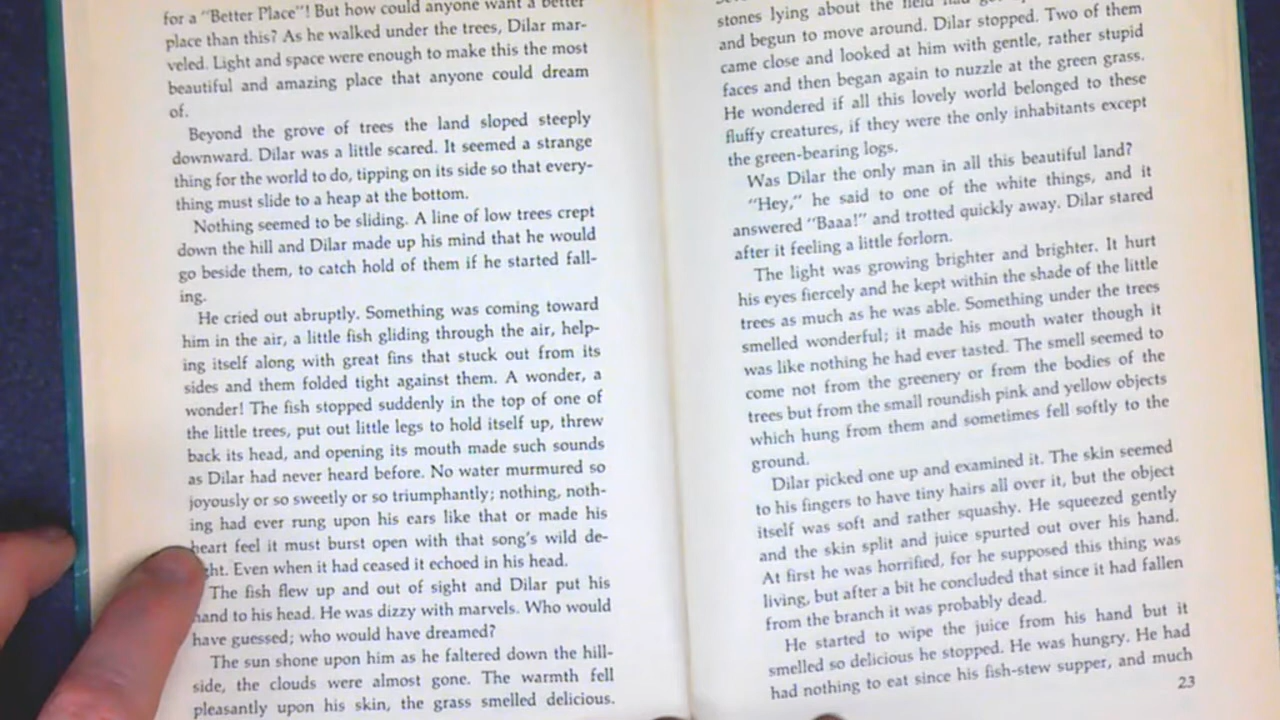 for a "Better Place"! But how could anyone want a better
place than this? As he walked under the trees, Dilar mar-
veled. Light and space were enough to make this the most
beautiful and amazing place that anyone could dream
of.
Beyond the grove of trees the land sloped steeply
downward. Dilar was a little scared. It seemed a strange
thing for the world to do, tipping on its side so that every-
thing must slide to a heap at the bottom.
Nothing seemed to be sliding. A line of low trees crept
down the hill and Dilar made up his mind that he would
go beside them, to catch hold of them if he started fall-
ing.
He cried out abruptly. Something was coming toward
him in the air, a little fish gliding through the air, help-
ing itself along with great fins that stuck out from its
sides and them folded tight against them. A wonder, a
wonder! The fish stopped suddenly in the top of one of
the little trees, put out little legs to hold itself up, threw
back its head, and opening its mouth made such sounds
as Dilar had never heard before. No water murmured so
joyously or so sweetly or so triumphantly; nothing, noth-
ing had ever rung upon his ears like that or made his
heart feel it must burst open with that song's wild de-
ght. Even when it had ceased it echoed in his head.
The fish flew up and out of sight and Dilar put his
hand to his head. He was dizzy with marvels. Who would
have guessed; who would have dreamed?
The sun shone upon him as he faltered down the hill-
side, the clouds were almost gone. The warmth fell
pleasantly upon his skin, the grass smelled delicious.
stones lying about the field had
and begun to move around. Dilar stopped. Two of them
came close and looked at him with gentle, rather stupid
faces and then began again to nuzzle at the green grass.
He wondered if all this lovely world belonged to these
fluffy creatures, if they were the only inhabitants except
the green-bearing logs.
Was Dilar the only man in all this beautiful land?
"Hey," he said to one of the white things, and it
answered "Baaa!" and trotted quickly away. Dilar stared
after it feeling a little forlorn.
The light was growing brighter and brighter. It hurt
his eyes fiercely and he kept within the shade of the little
trees as much as he was able. Something under the trees
smelled wonderful; it made his mouth water though it
was like nothing he had ever tasted. The smell seemed to
come not from the greenery or from the bodies of the
trees but from the small roundish pink and yellow objects
which hung from them and sometimes fell softly to the
ground.
Dilar picked one up and examined it. The skin seemed
to his fingers to have tiny hairs all over it, but the object
itself was soft and rather squashy. He squeezed gently
and the skin split and juice spurted out over his hand.
At first he was horrified, for he supposed this thing was
living, but after a bit he concluded that since it had fallen
from the branch it was probably dead.
He started to wipe the juice from his hand but it
smelled so delicious he stopped. He was hungry. He had
had nothing to eat since his fish-stew supper, and much
23